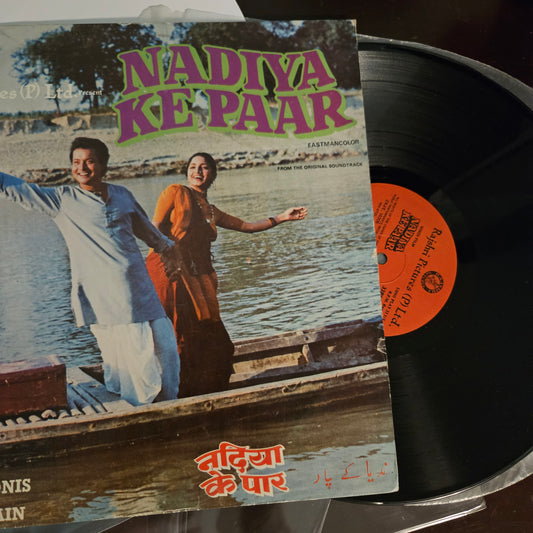 es (P) Ltd. Present
NADIYA
KE PAAR
EASTMANCOLOR
FROM THE ORIGINAL SOUNDTRACK
Rajshri Pictures (P) Ltd.
नदिया
के पार
ندیا کے پار
ONIS
AIN